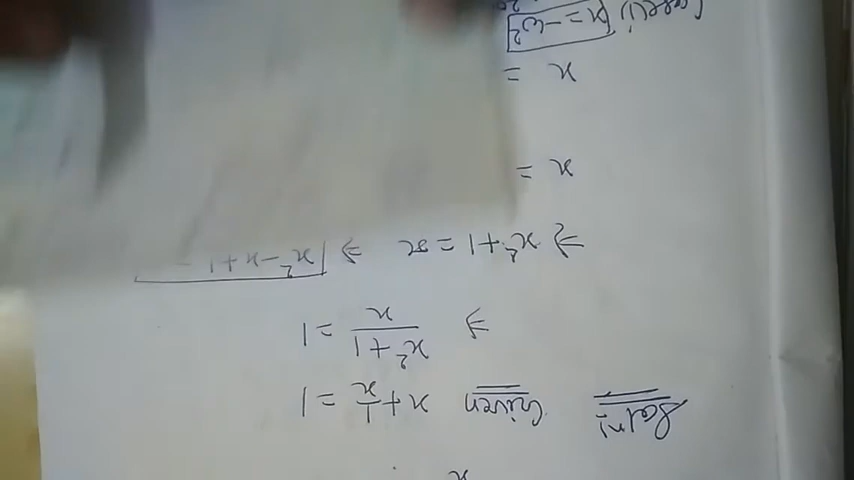 x
Soln: Given x + 1/x = 1
⇒ x²+1/x = 1
⇒ x²+1 = x ⇒ x²-x+1
x =
x =
x = -ω²